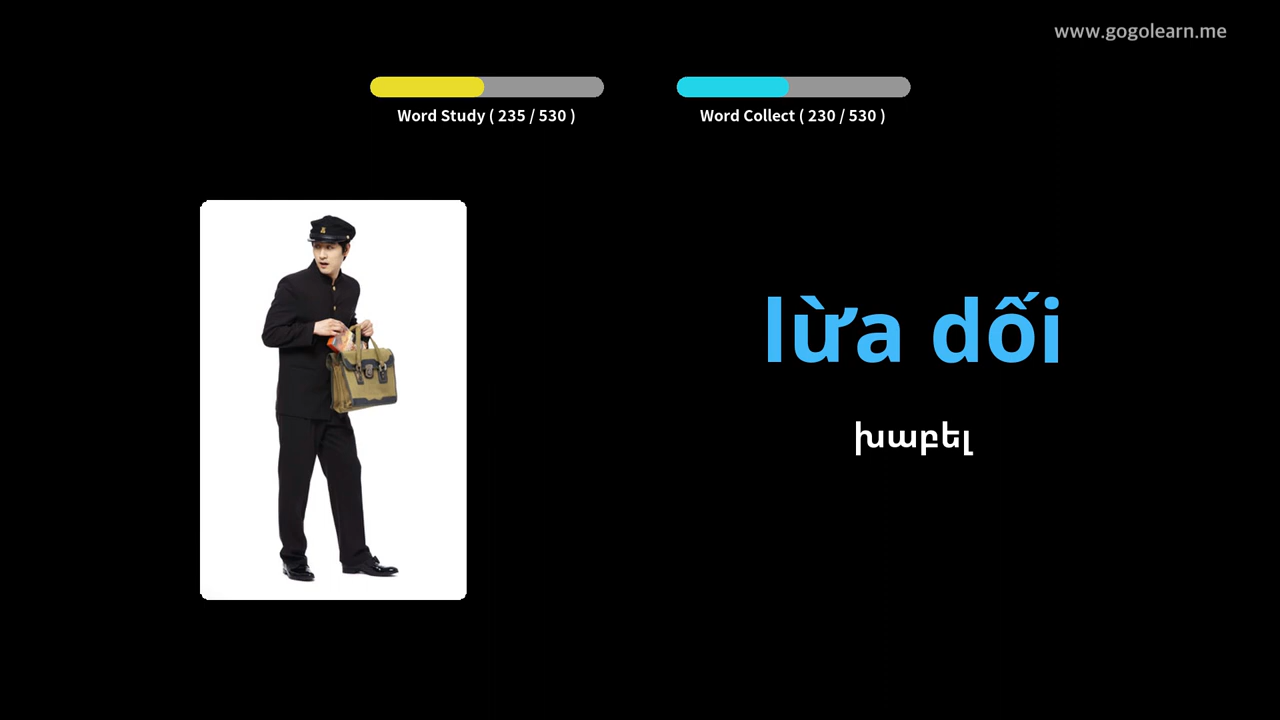 www.gogolearn.me
Word Study ( 235 / 530 )
Word Collect ( 230 / 530 )
lừa dối
խաբել